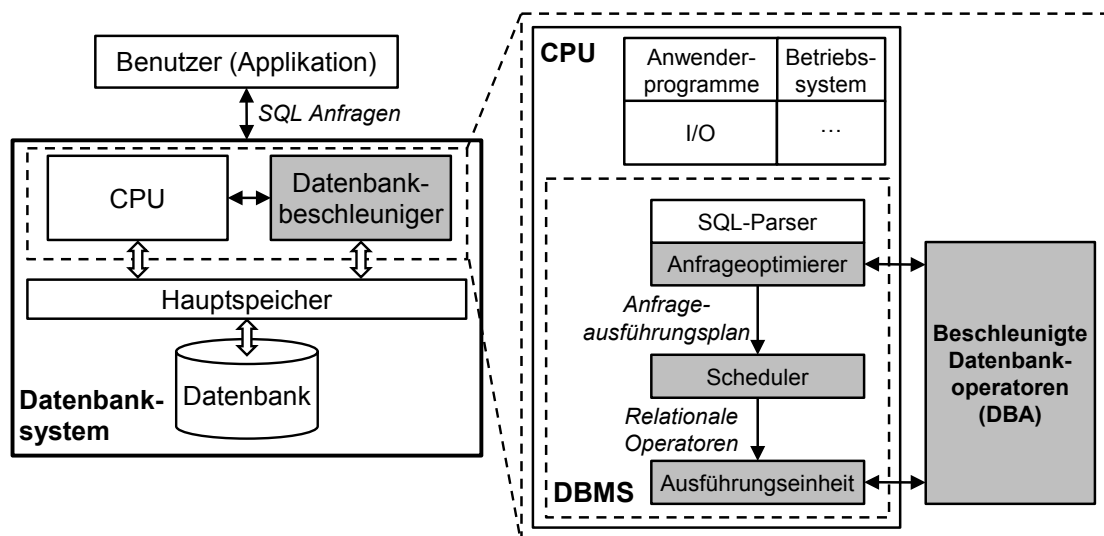 Benutzer (Applikation)
SQL Anfragen
CPU
Datenbank-
beschleuniger
Hauptspeicher
Datenbank
Datenbank-
system
CPU
Anwender-
programme
Betriebs-
system
I/O
...
SQL-Parser
Anfrageoptimierer
Anfrage-
ausführungsplan
Scheduler
Relationale
Operatoren
Ausführungseinheit
DBMS
Beschleunigte
Datenbank-
operatoren
(DBA)